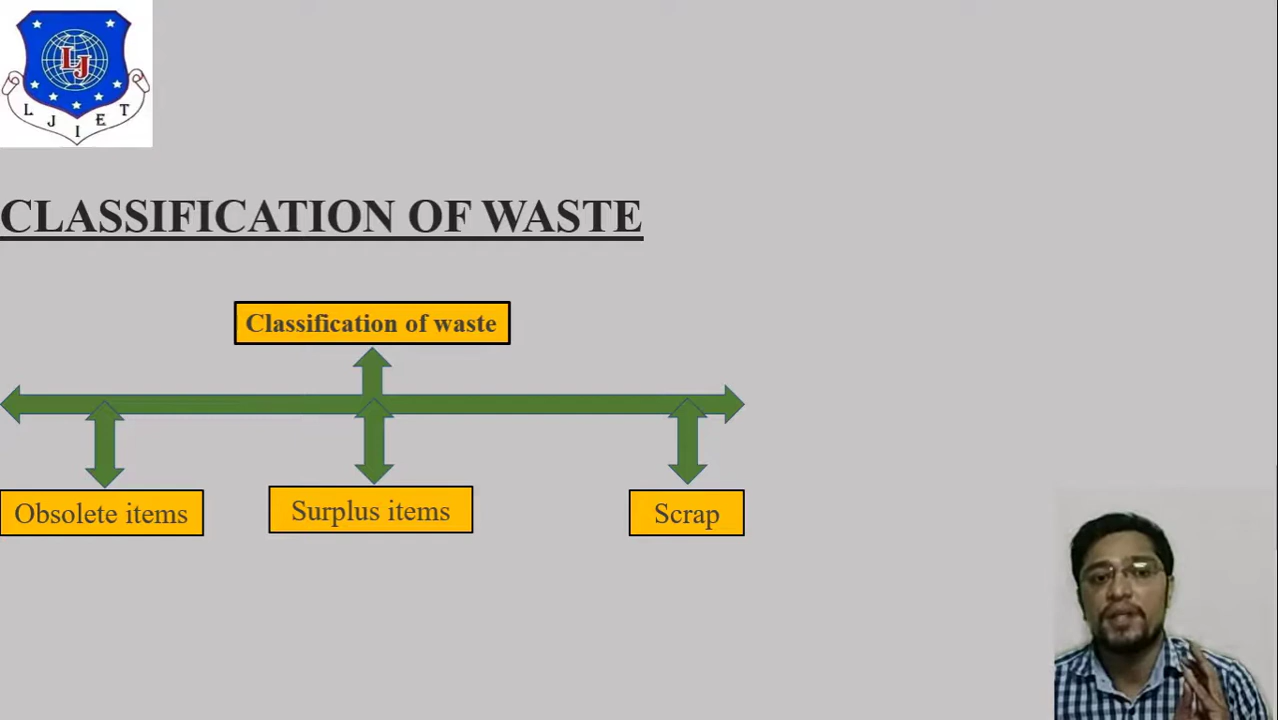 LJ
L J I E T
CLASSIFICATION OF WASTE
Classification of waste
Obsolete items
Surplus items
Scrap